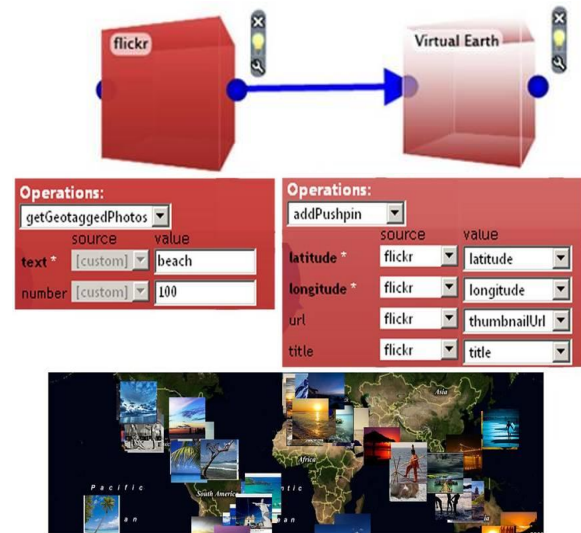 flickr
Virtual Earth
Operations:
getGeotaggedPhotos
source value
text * [custom] beach
number [custom] 100
Operations:
addPushpin
source value
latitude * flickr latitude
longitude * flickr longitude
url flickr thumbnailUrl
title flickr title
Asia
Africa
Pacific
South America